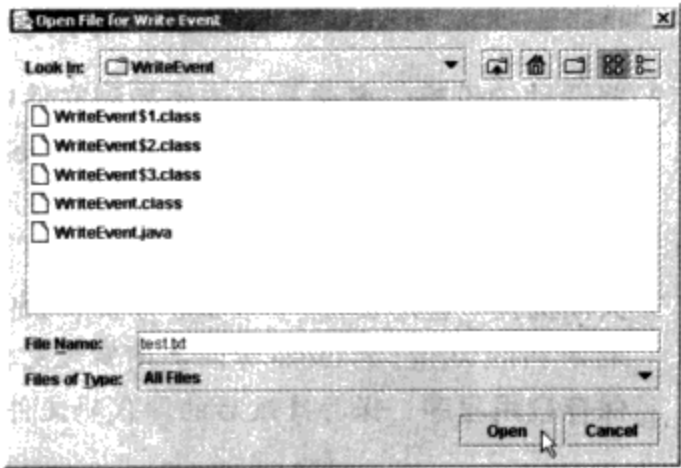 Open File for Write Event
Look In: WriteEvent
WriteEvent$1.class
WriteEvent$2.class
WriteEvent$3.class
WriteEvent.class
WriteEvent.java
File Name: test.txt
Files of Type: All Files
Open Cancel